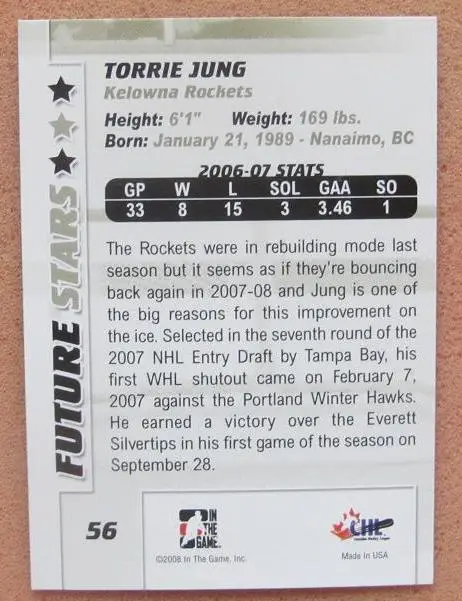 TORRIE JUNG
Kelowna Rockets
Height: 6'1" Weight: 169 lbs.
Born: January 21, 1989 - Nanaimo, BC
2006-07 STATS
GP W L SOL GAA SO
33 8 15 3 3.46 1
The Rockets were in rebuilding mode last
season but it seems as if they're bouncing
back again in 2007-08 and Jung is one of
the big reasons for this improvement on
the ice. Selected in the seventh round of the
2007 NHL Entry Draft by Tampa Bay, his
first WHL shutout came on February 7,
2007 against the Portland Winter Hawks.
He earned a victory over the Everett
Silvertips in his first game of the season on
September 28.
FUTURE STARS
56
IN
THE
GAME
©2008 In The Game, Inc.
CHL
Made In USA